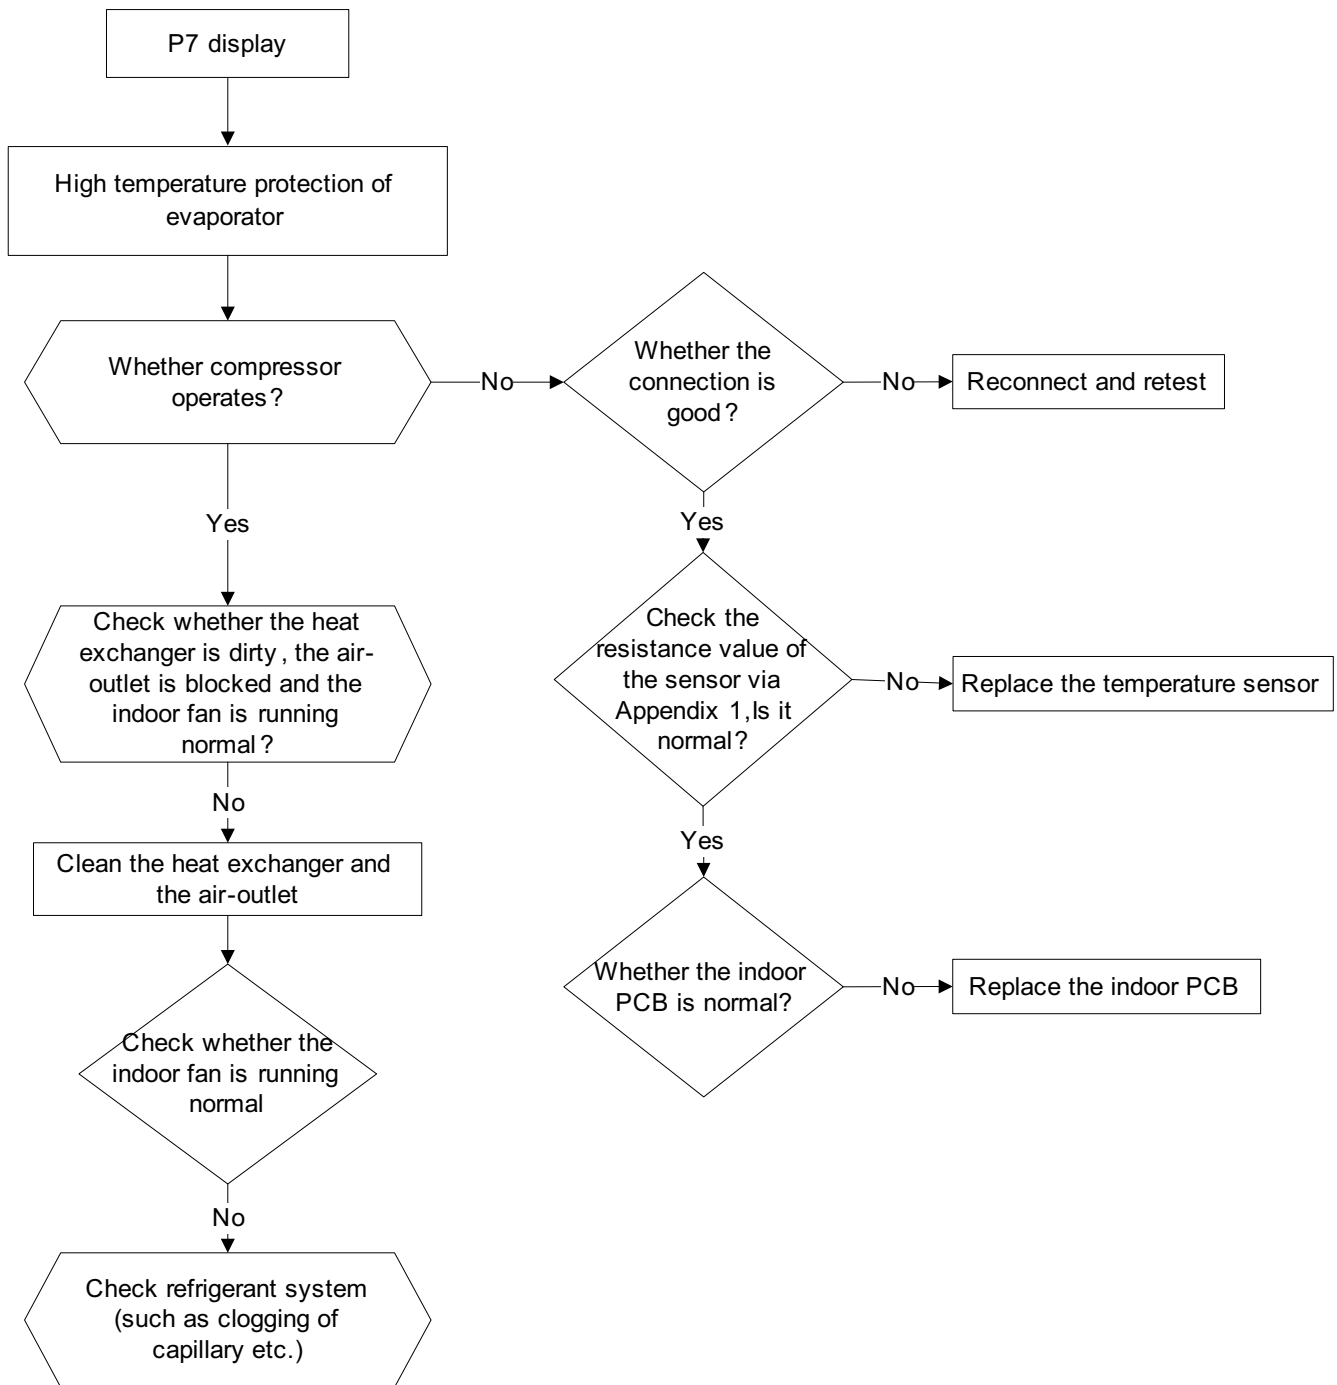 P7 display
High temperature protection of
evaporator
Whether compressor
operates?
No
Whether the
connection is
good?
No
Reconnect and retest
Yes
Yes
Check whether the heat
exchanger is dirty, the air-
outlet is blocked and the
indoor fan is running
normal?
Check the
resistance value of
the sensor via
Appendix 1,Is it
normal?
No
Replace the temperature sensor
No
Yes
Clean the heat exchanger and
the air-outlet
Whether the indoor
PCB is normal?
No
Replace the indoor PCB
Check whether the
indoor fan is running
normal
No
Check refrigerant system
(such as clogging of
capillary etc.)